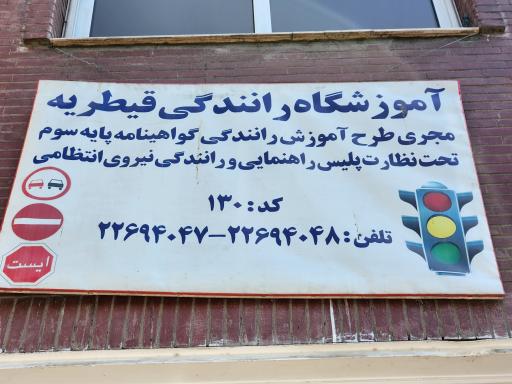 آموزشگاه رانندگی قیطریه
مجری طرح آموزش رانندگی گواهینامه پایه سوم
تحت نظارت پلیس راهنمایی و رانندگی نیروی انتظامی
کد: ۱۳۰
تلفن: ۲۲۶۹۴۰۴۸-۲۲۶۹۴۰۴۷
ایست